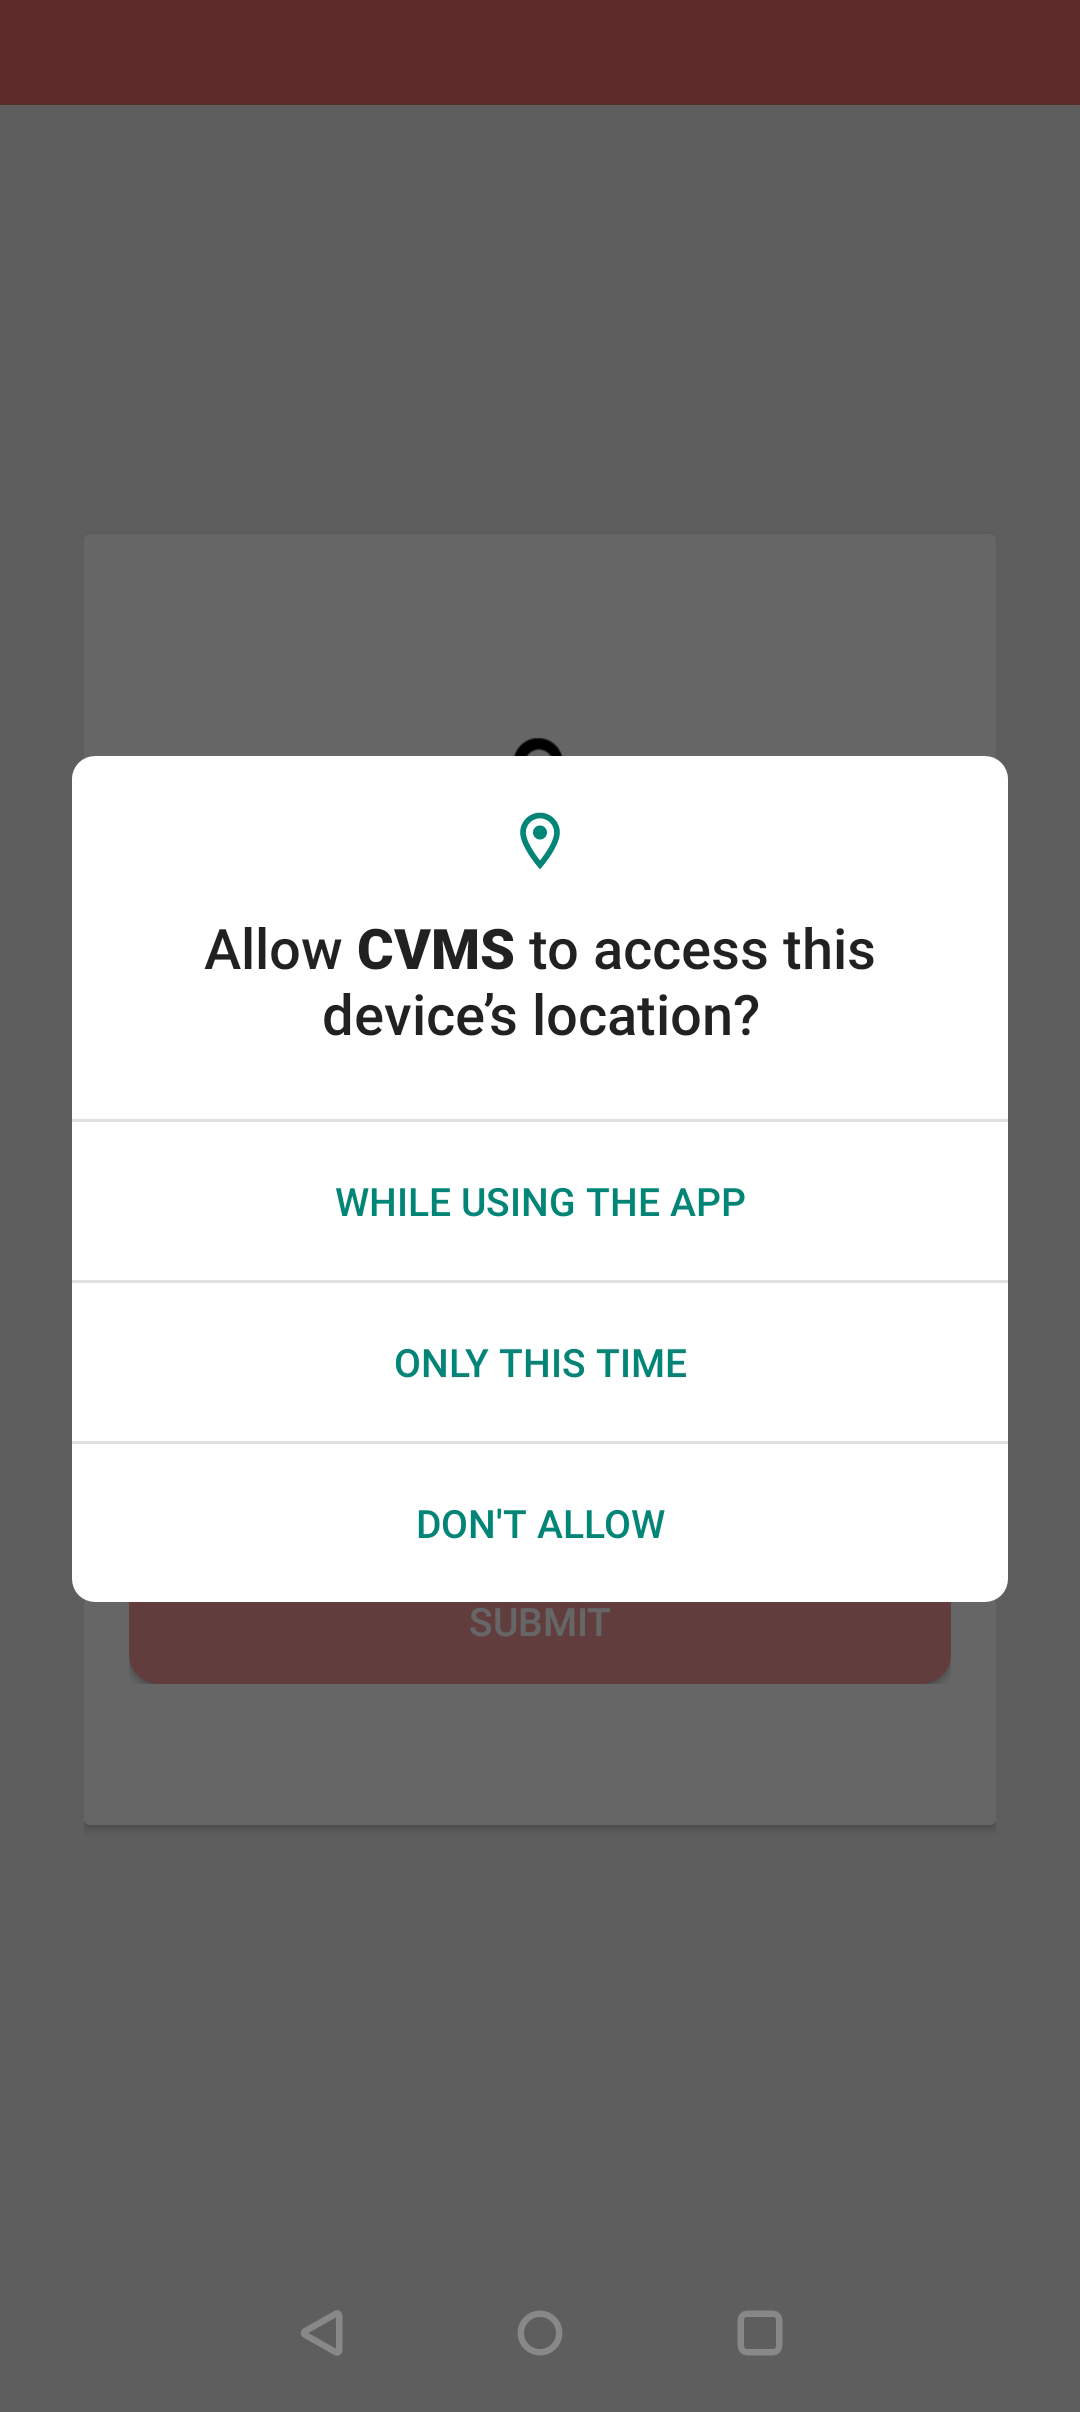 Allow CVMS to access this
device’s location?
WHILE USING THE APP
ONLY THIS TIME
DON'T ALLOW
SUBMIT